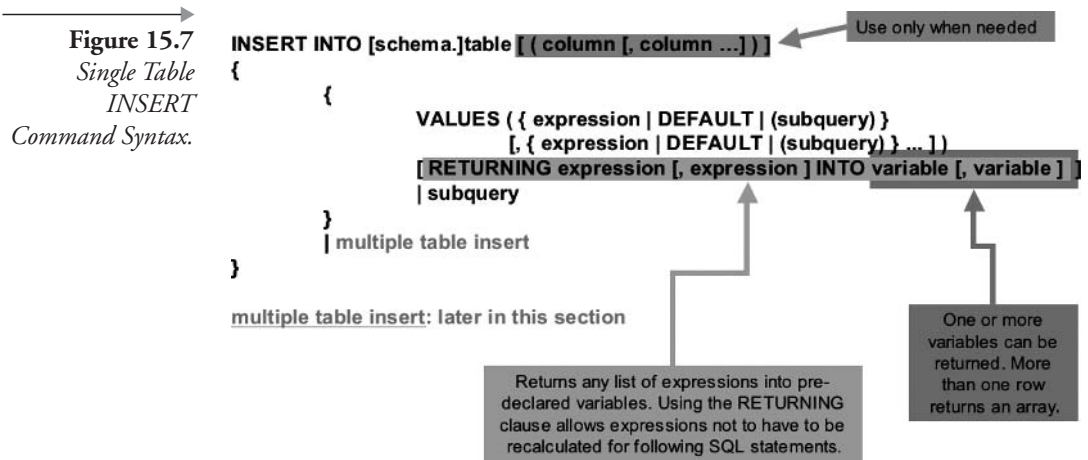 Figure 15.7
Single Table
INSERT
Command Syntax.
INSERT INTO [schema.]table [ ( column [, column ...] ) ]
Use only when needed
{
{
VALUES ( { expression | DEFAULT | (subquery) }
[, { expression | DEFAULT | (subquery) } ... ] )
[ RETURNING expression [, expression ] INTO variable [, variable ] ]
| subquery
}
| multiple table insert
}
multiple table insert: later in this section
Returns any list of expressions into pre-
declared variables. Using the RETURNING
clause allows expressions not to have to be
recalculated for following SQL statements.
One or more
variables can be
returned. More
than one row
returns an array.